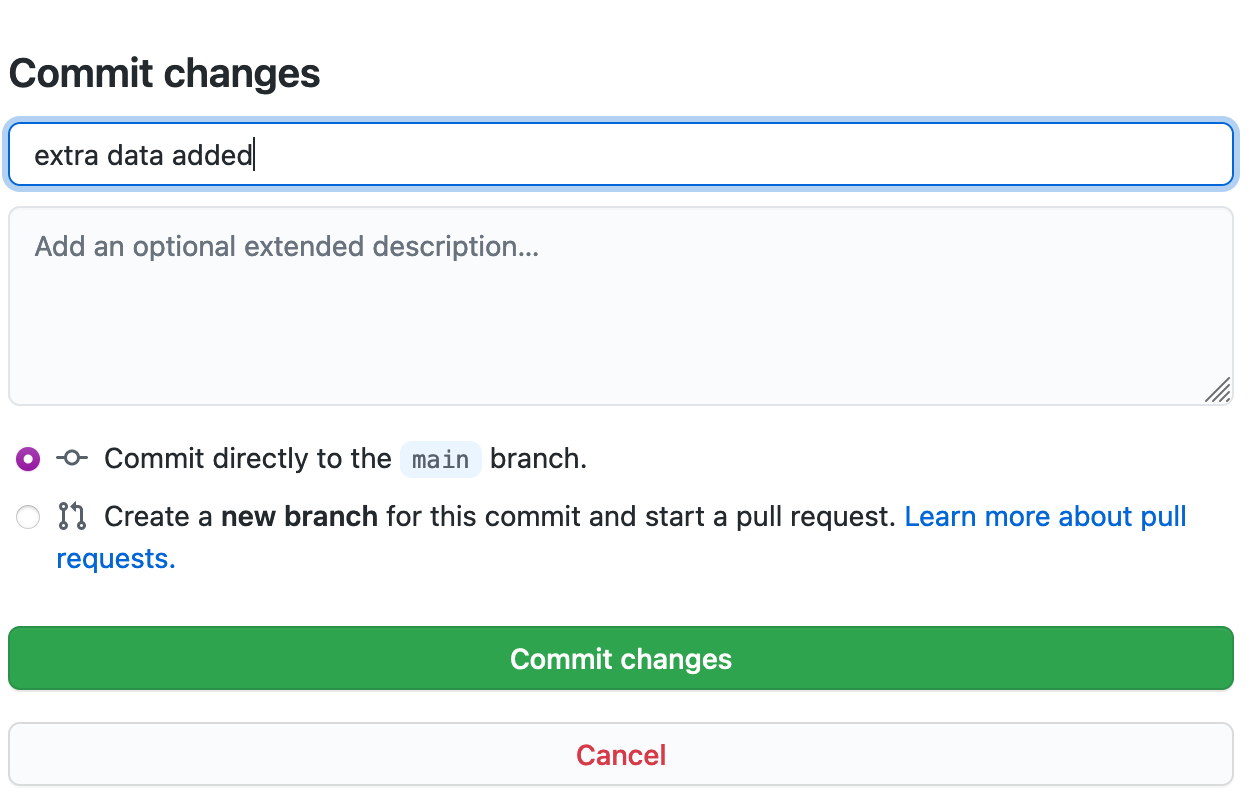 Commit changes
extra data added
Add an optional extended description...
Commit directly to the main branch.
Create a new branch for this commit and start a pull request. Learn more about pull
requests.
Commit changes
Cancel